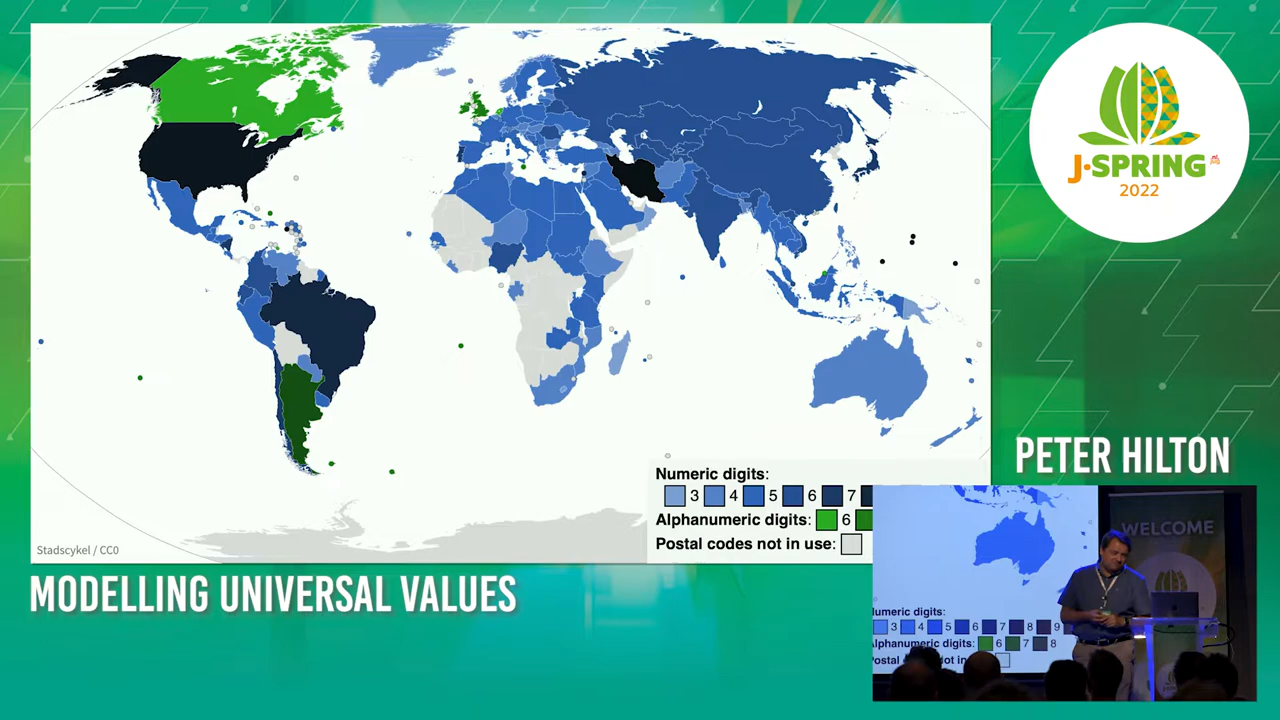 J·SPRING
2022
Numeric digits:
3 4 5 6 7
Alphanumeric digits: 6
Postal codes not in use:
Stadscykel / CC0
PETER HILTON
MODELLING UNIVERSAL VALUES
WELCOME
Numeric digits:
3 4 5 6 7 8 9
Alphanumeric digits: 6 7 8